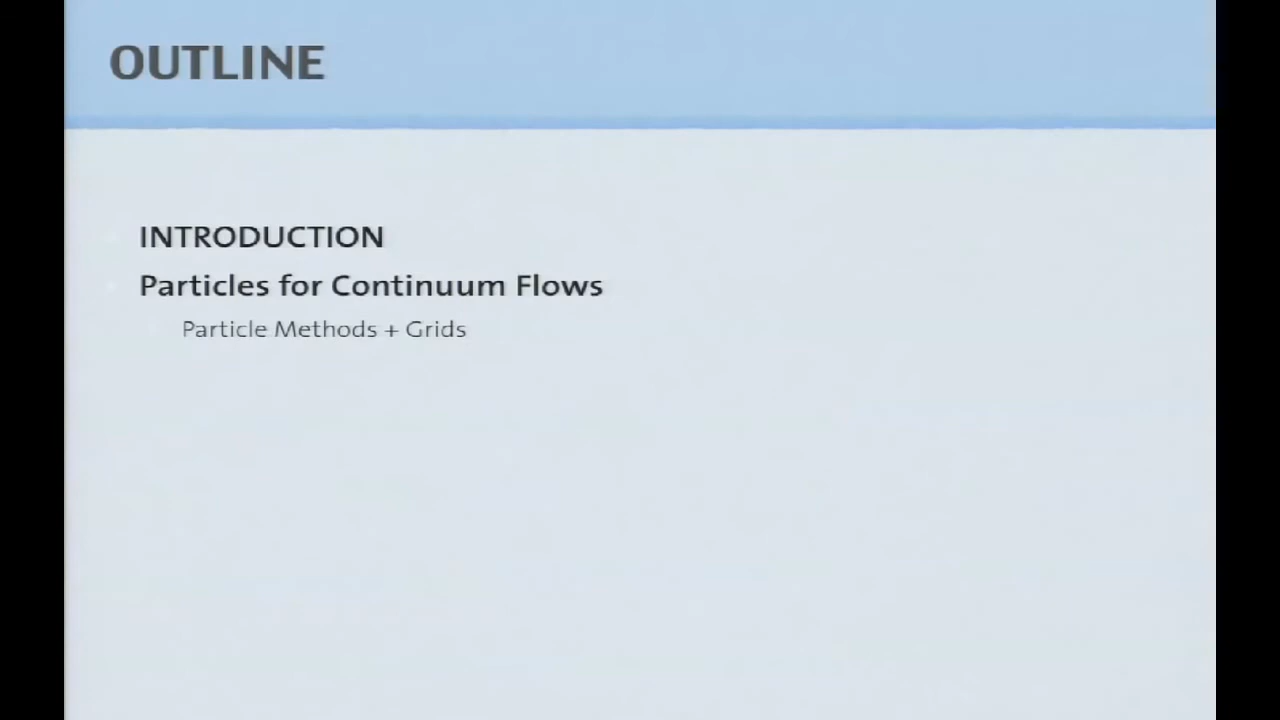 OUTLINE
INTRODUCTION
Particles for Continuum Flows
Particle Methods + Grids